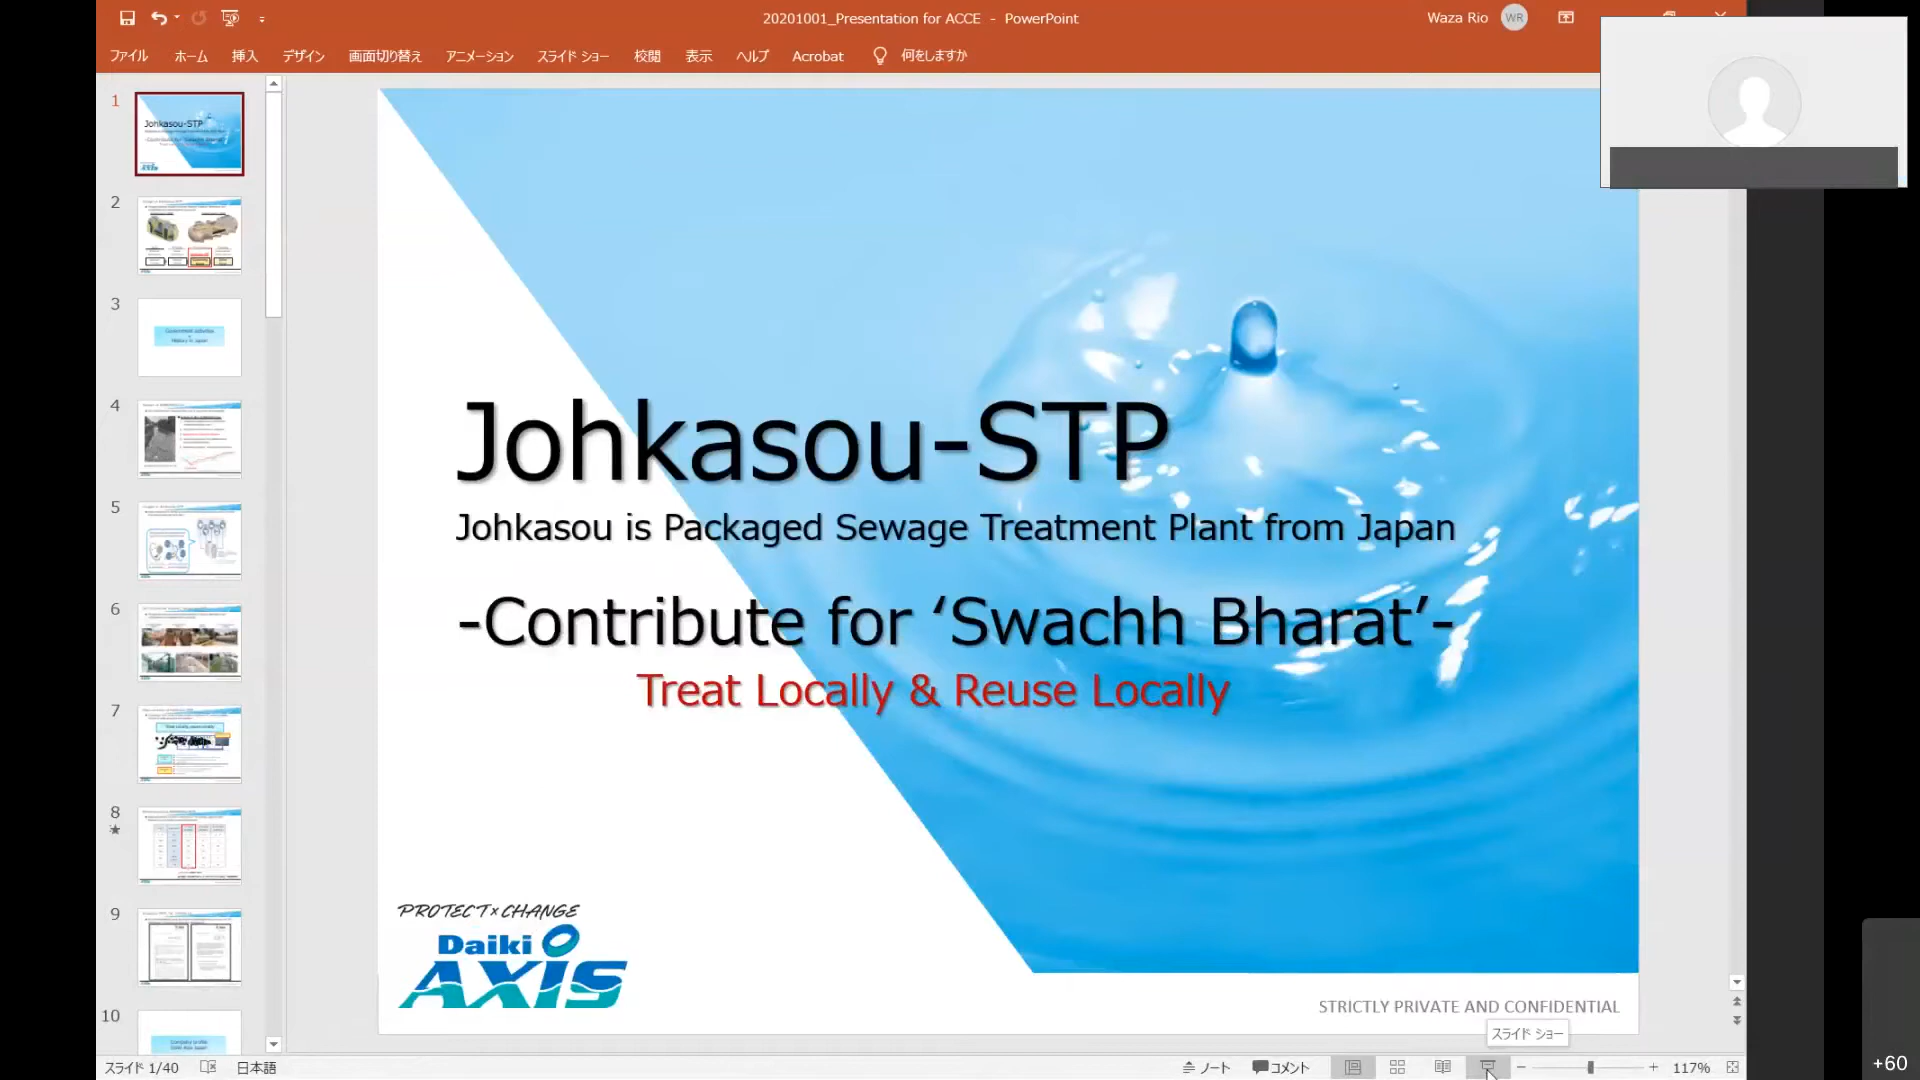 20201001_Presentation for ACCE - PowerPoint
Waza Rio
WR
ファイル
ホーム
挿入
デザイン
画面切り替え
アニメーション
スライド ショー
校閲
表示
ヘルプ
Acrobat
何をしますか
1
2
3
4
5
6
7
8
9
10
Johkasou-STP
Johkasou-STP
Johkasou is Packaged Sewage Treatment Plant from Japan
-Contribute for ‘Swachh Bharat’-
Treat Locally & Reuse Locally
PROTECT×CHANGE
Daiki
AXIS
STRICTLY PRIVATE AND CONFIDENTIAL
スライド ショー
スライド 1/40
日本語
ノート
コメント
117%
+60